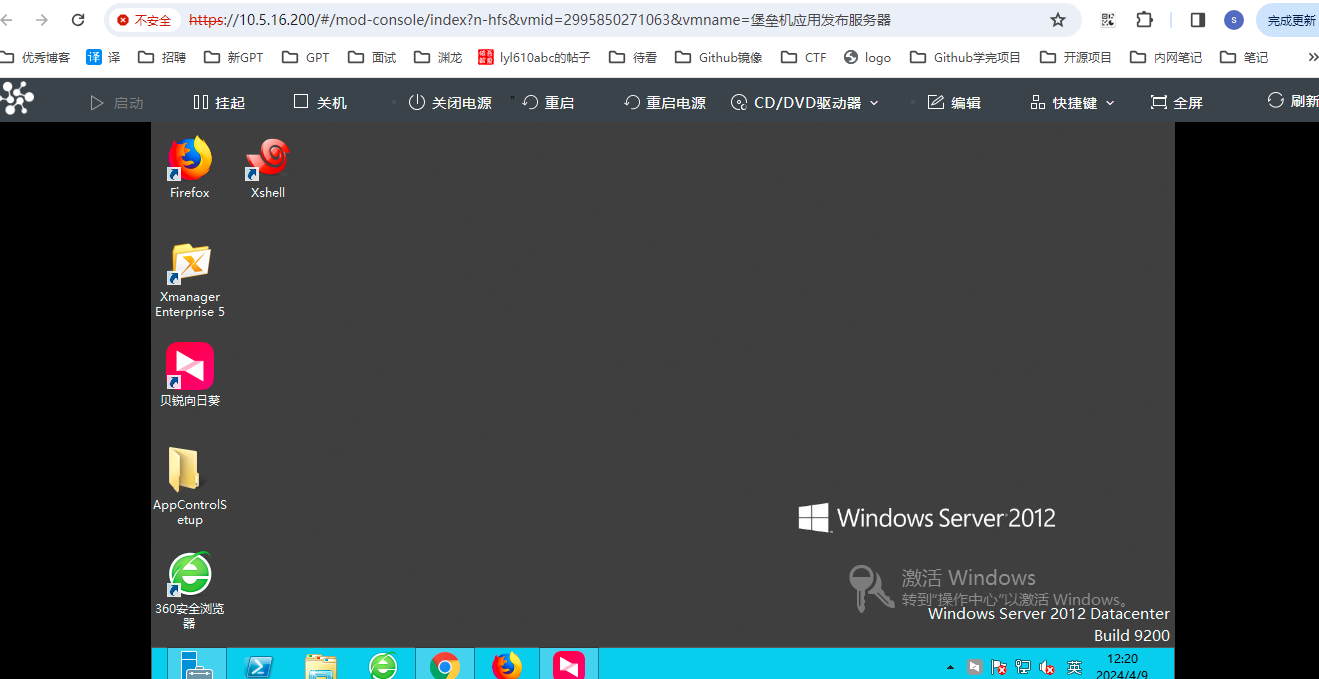 不安全 https://10.5.16.200/#/mod-console/index?n-hfs&vmid=2995850271063&vmname=堡垒机应用发布服务器 S 完成更新
优秀博客 译 译 招聘 新GPT GPT 面试 渊龙 吾爱破解 lyl610abc的帖子 待看 Github镜像 CTF logo Github学完项目 开源项目 内网笔记 笔记 »
启动 挂起 关机 关闭电源 重启 重启电源 CD/DVD驱动器 编辑 快捷键 全屏 刷新
Firefox Xshell
Xmanager
Enterprise 5
贝锐向日葵
AppControlS
etup
360安全浏览
器
Windows Server 2012
激活 Windows
转到"操作中心"以激活 Windows。
Windows Server 2012 Datacenter
Build 9200
英 12:20
2024/4/9